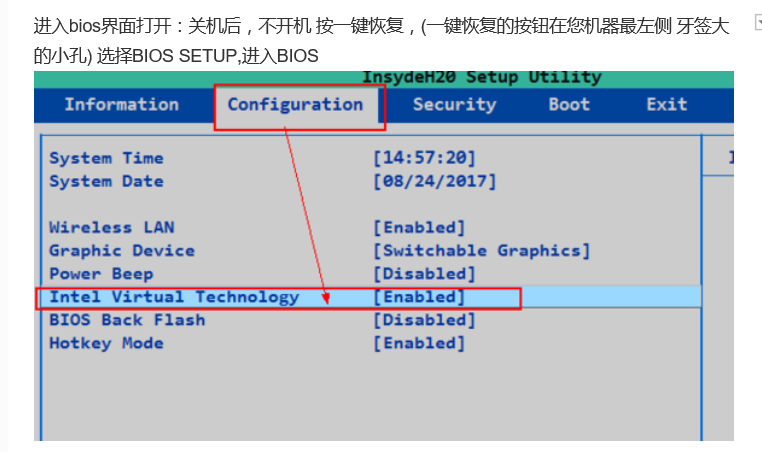 进入bios界面打开：关机后，不开机 按一键恢复，(一键恢复的按钮在您机器最左侧 牙签大
的小孔) 选择BIOS SETUP,进入BIOS
InsydeH20 Setup Utility
Information Configuration Security Boot Exit
System Time [14:57:20]
System Date [08/24/2017]
Wireless LAN [Enabled]
Graphic Device [Switchable Graphics]
Power Beep [Disabled]
Intel Virtual Technology [Enabled]
BIOS Back Flash [Disabled]
Hotkey Mode [Enabled]